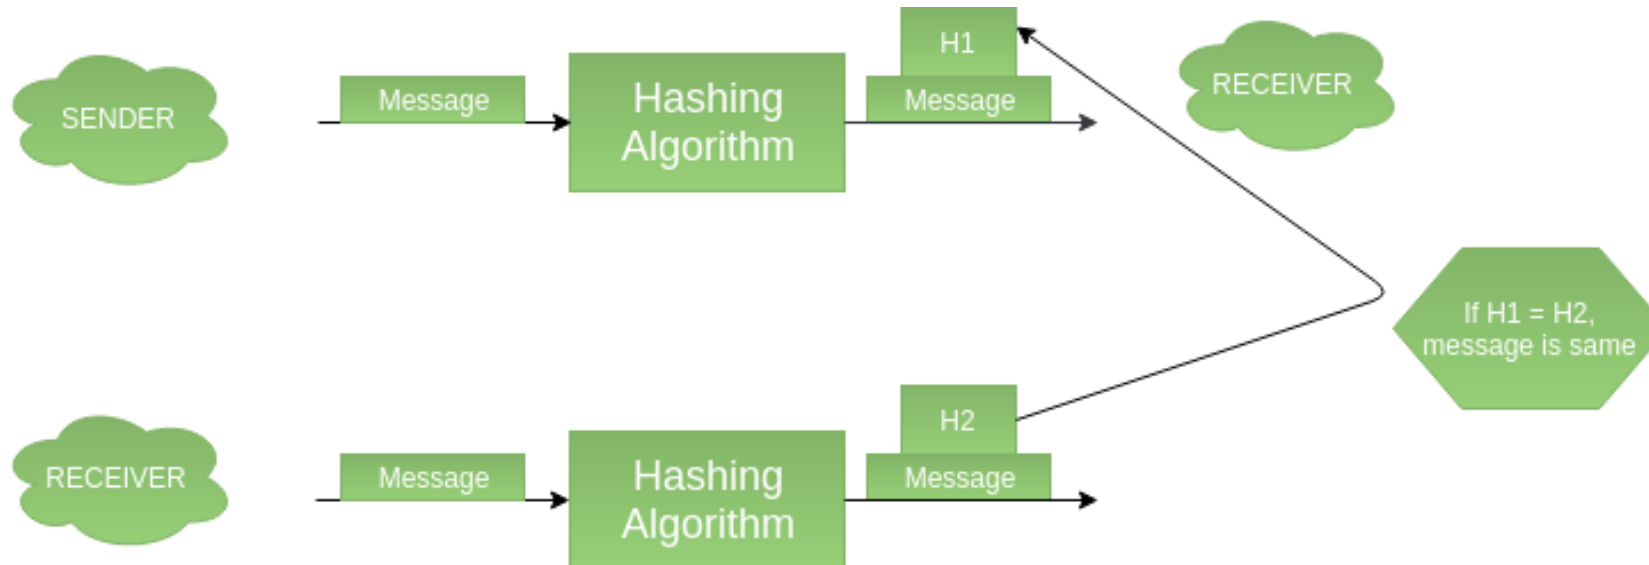 SENDER
Message
Hashing
Algorithm
H1
Message
RECEIVER
If H1 = H2,
message is same
RECEIVER
Message
Hashing
Algorithm
H2
Message